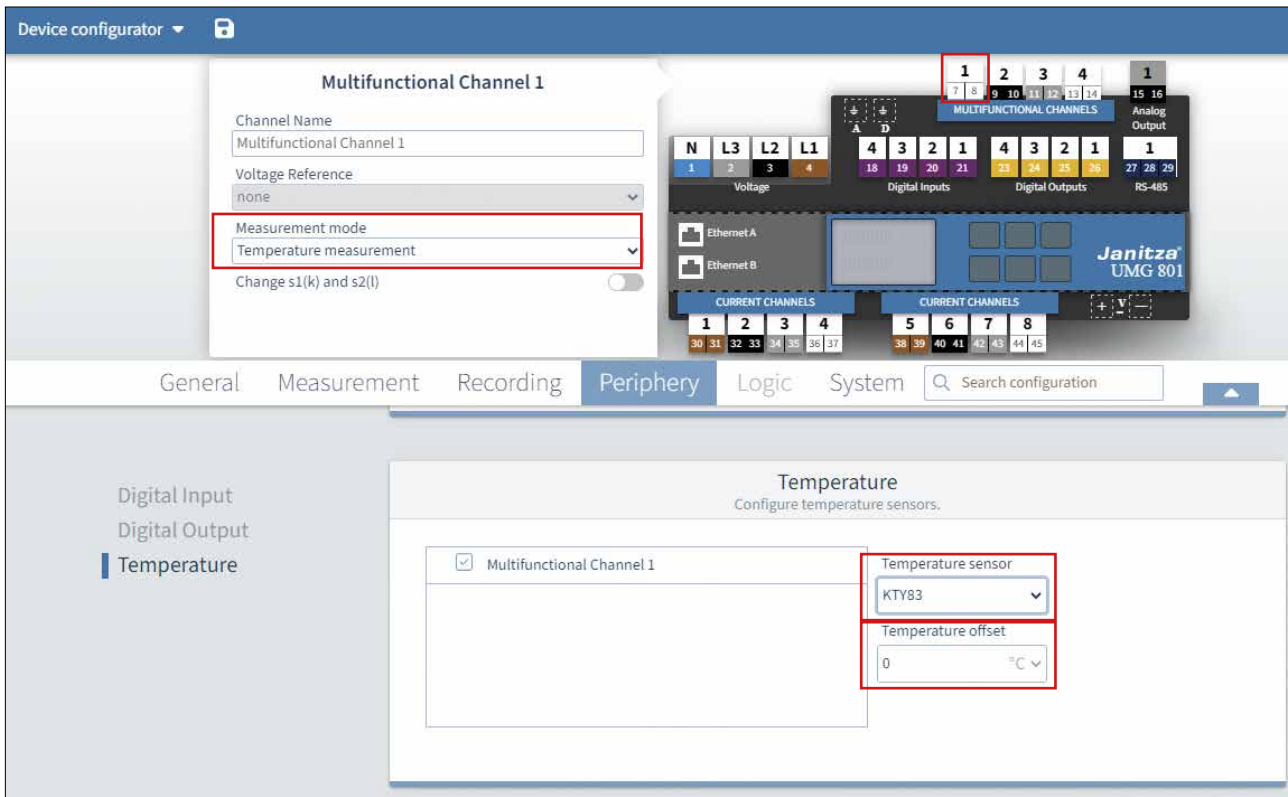 Device configurator
Multifunctional Channel 1
Channel Name
Multifunctional Channel 1
Voltage Reference
none
Measurement mode
Temperature measurement
Change s1(k) and s2(l)
1 2 3 4 1
7 8 9 10 11 12 13 14 15 16
MULTIFUNCTIONAL CHANNELS
Analog
Output
A D
N L3 L2 L1 4 3 2 1 4 3 2 1 1
1 2 3 4 18 19 20 21 23 24 25 26 27 28 29
Voltage Digital Inputs Digital Outputs RS-485
Ethernet A
Ethernet B
Janitza®
UMG 801
CURRENT CHANNELS CURRENT CHANNELS
+ V −
1 2 3 4 5 6 7 8
30 31 32 33 34 35 36 37 38 39 40 41 42 43 44 45
General Measurement Recording Periphery Logic System Search configuration
Digital Input
Digital Output
Temperature
Temperature
Configure temperature sensors.
Multifunctional Channel 1
Temperature sensor
KTY83
Temperature offset
0 °C